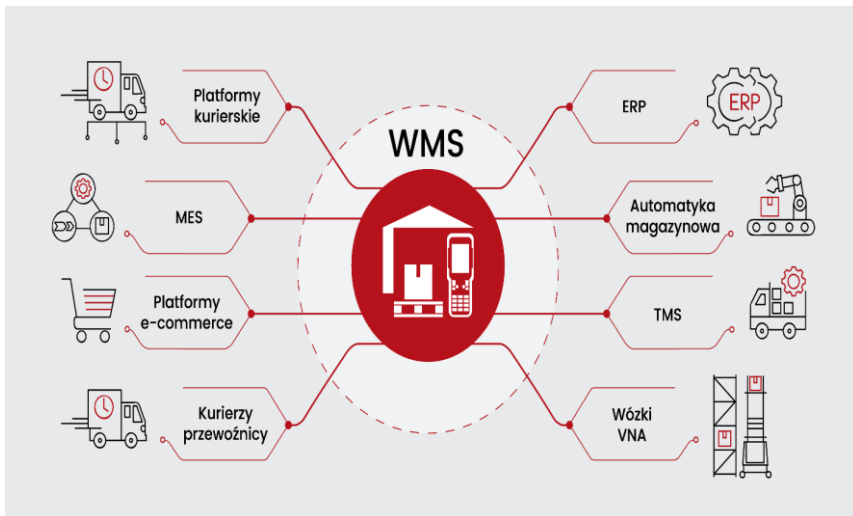 WMS
Platformy
kurierskie
MES
Platformy
e-commerce
Kurierzy
przewoźnicy
ERP
ERP
Automatyka
magazynowa
TMS
Wózki
VNA